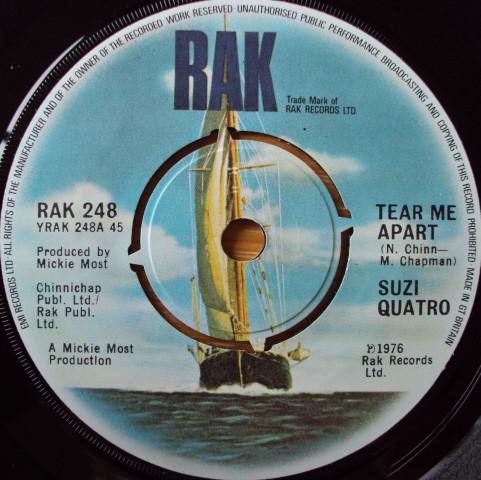 EMI RECORDS LTD·ALL RIGHTS OF THE MANUFACTURER AND OF THE OWNER OF THE RECORDED WORK RESERVED·UNAUTHORISED PUBLIC PERFORMANCE BROADCASTING AND COPYING OF THIS RECORD PROHIBITED MADE IN GT BRITAIN
RAK
Trade Mark of
RAK RECORDS LTD.
RAK 248
YRAK 248A 45
Produced by
Mickie Most
Chinnichap
Publ. Ltd./
Rak Publ.
Ltd.
A Mickie Most
Production
TEAR ME
APART
(N. Chinn—
M. Chapman)
SUZI
QUATRO
℗1976
Rak Records
Ltd.